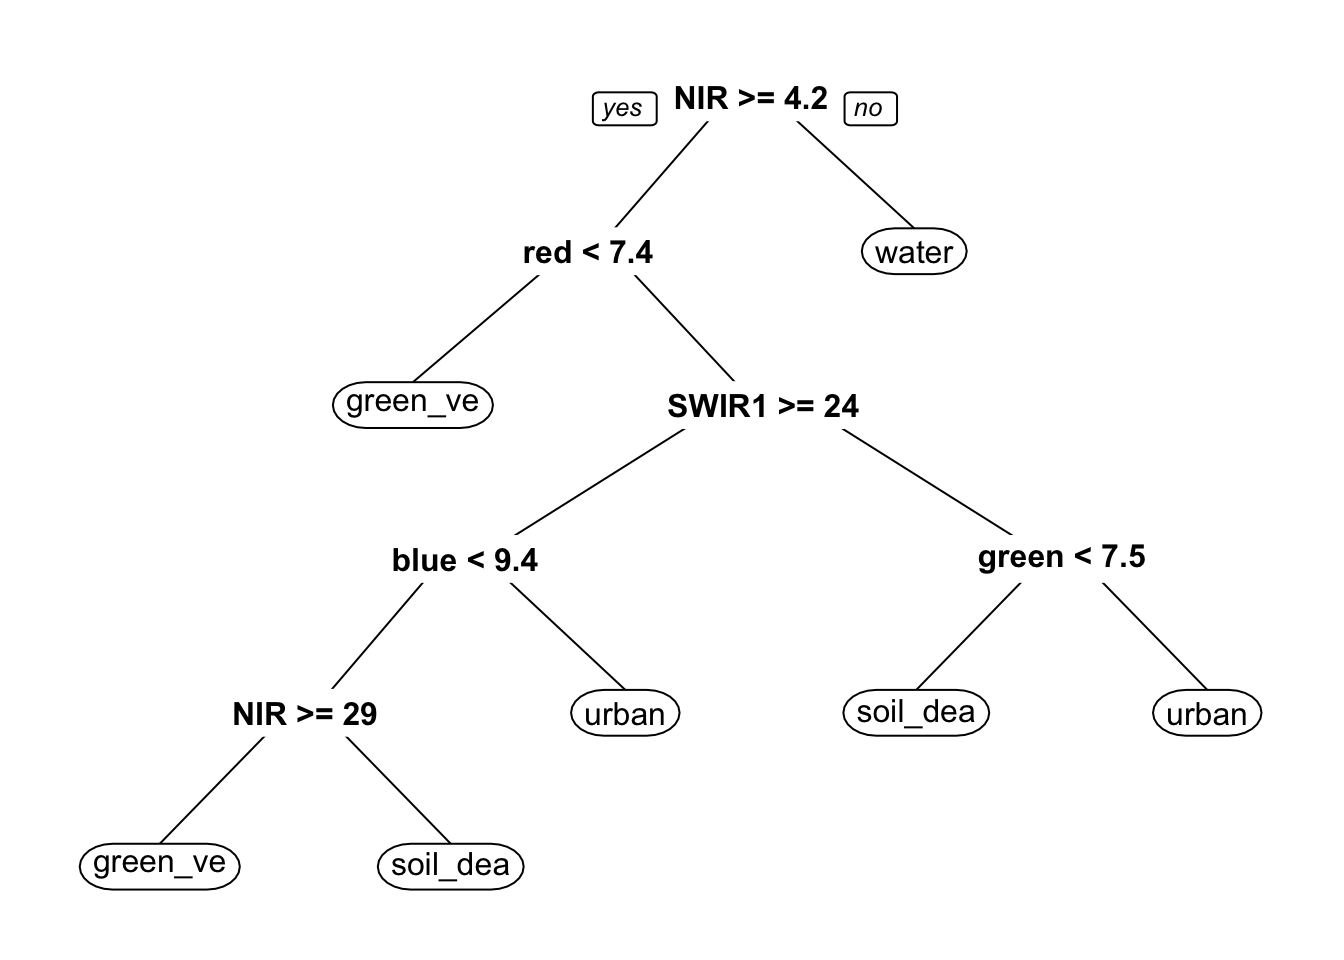 yes NIR >= 4.2 no
red < 7.4 water
green_ve SWIR1 >= 24
blue < 9.4 green < 7.5
NIR >= 29 urban soil_dea urban
green_ve soil_dea